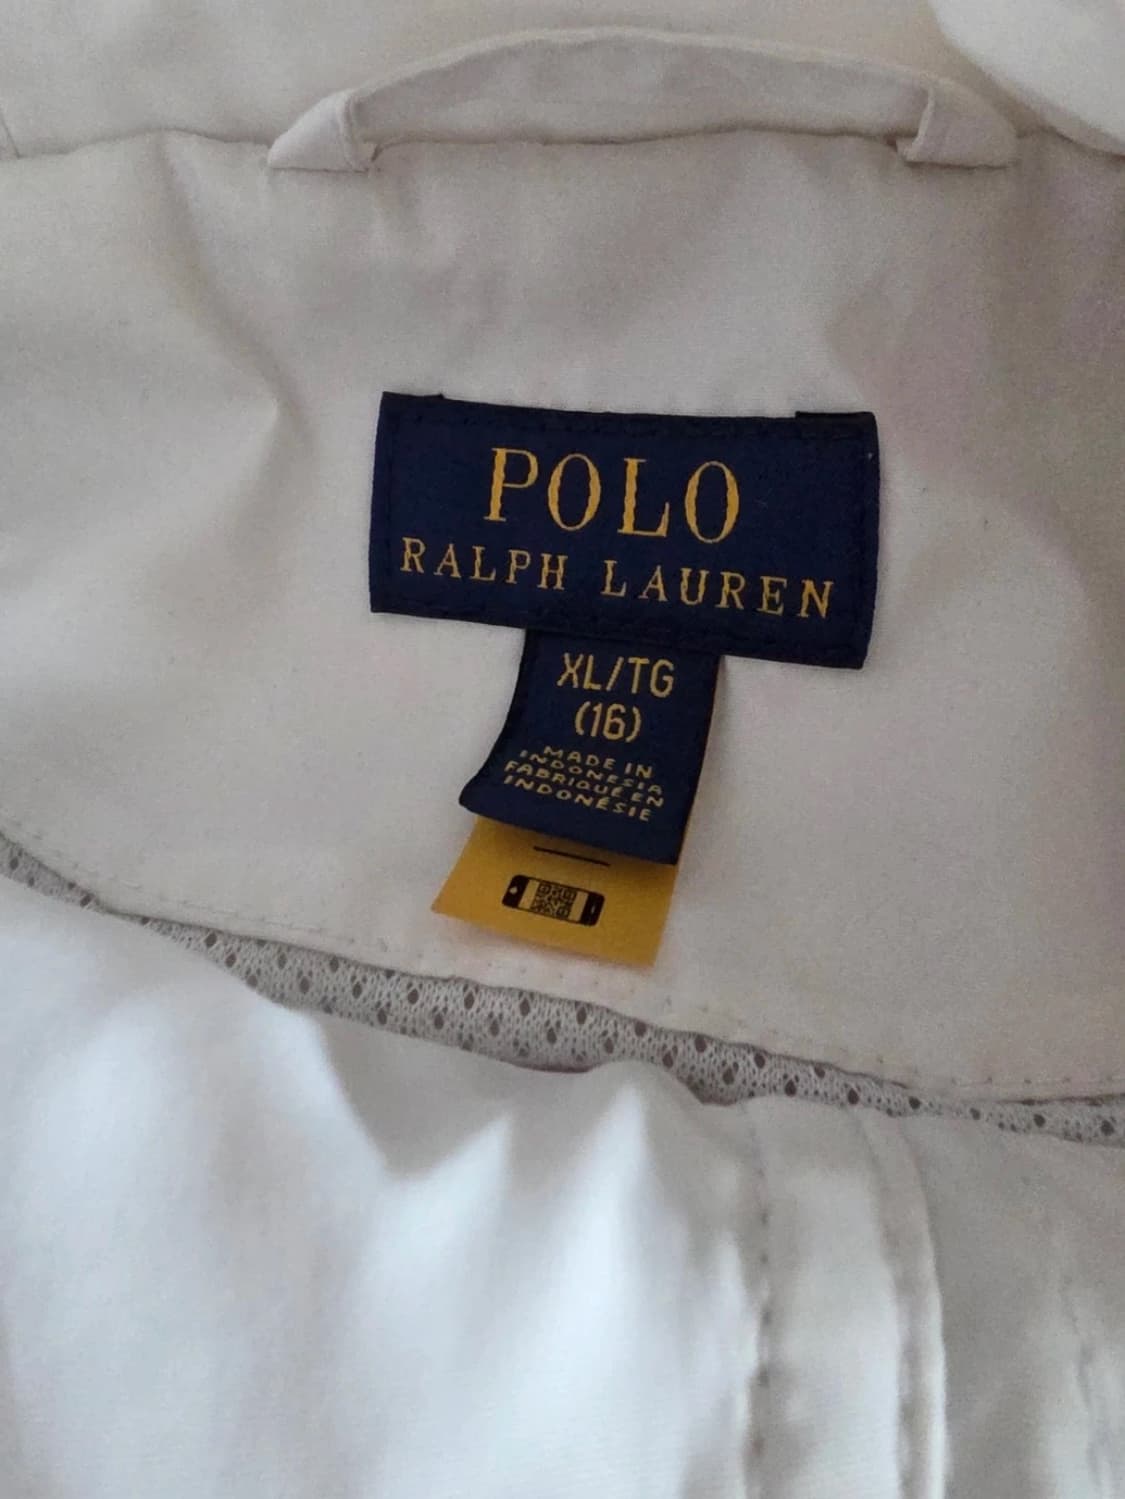 POLO
RALPH LAUREN
XL/TG
(16)
MADE IN
INDONESIA
FABRIQUÉ EN
INDONÉSIE